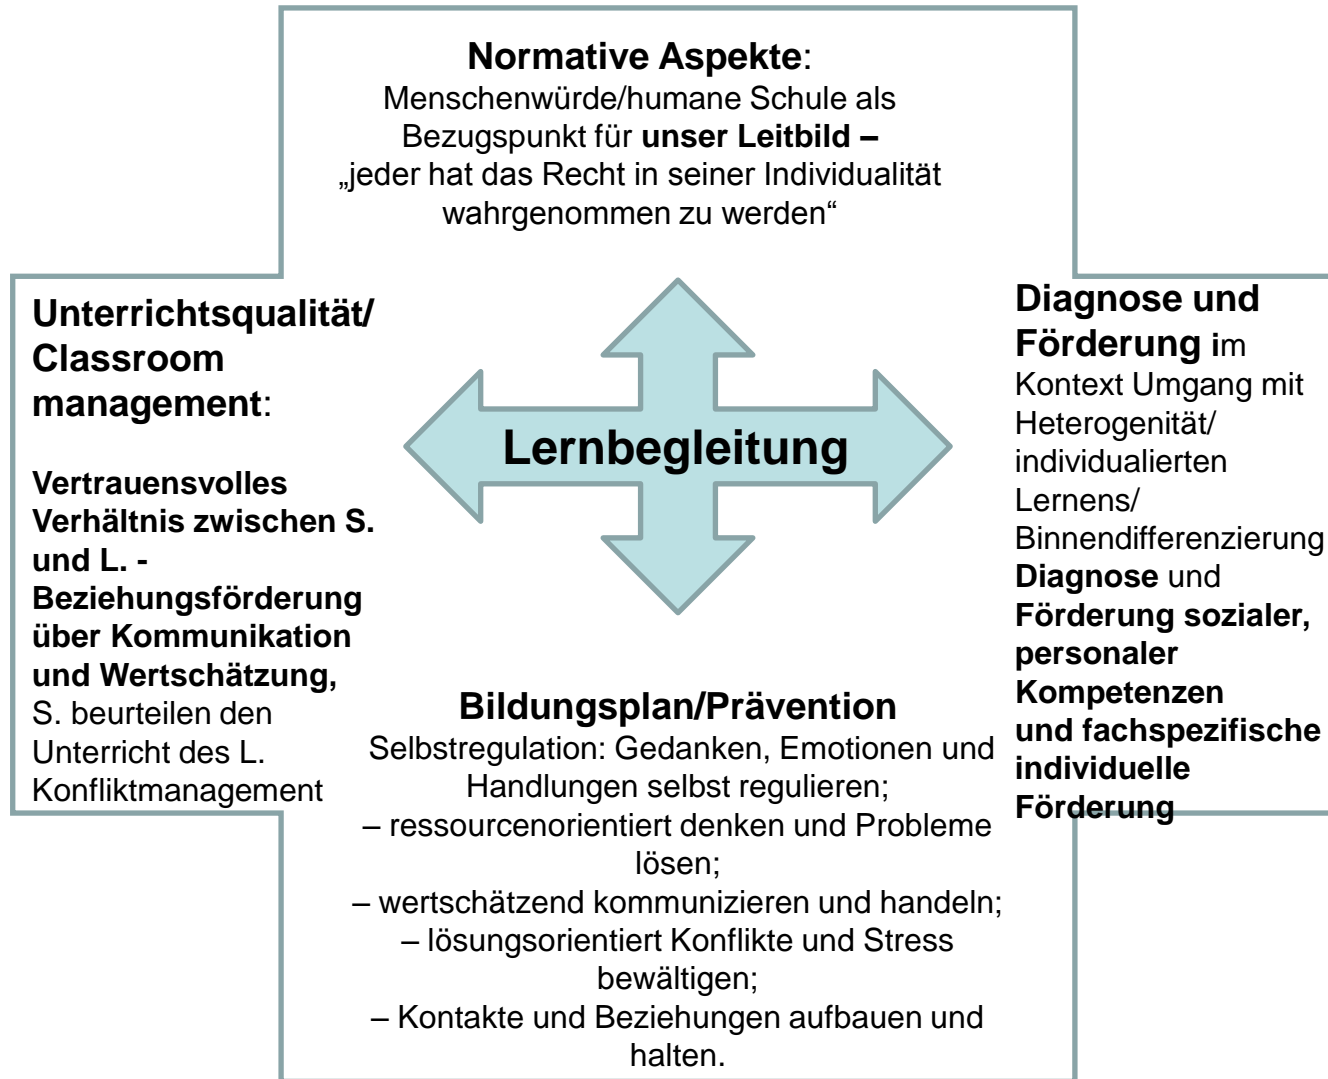 Normative Aspekte:
Menschenwürde/humane Schule als
Bezugspunkt für unser Leitbild –
„jeder hat das Recht in seiner Individualität
wahrgenommen zu werden“
Unterrichtsqualität/
Classroom
management:
Vertrauensvolles
Verhältnis zwischen S.
und L. -
Beziehungsförderung
über Kommunikation
und Wertschätzung,
S. beurteilen den
Unterricht des L.
Konfliktmanagement
Lernbegleitung
Diagnose und
Förderung im
Kontext Umgang mit
Heterogenität/
individualierten
Lernens/
Binnendifferenzierung
Diagnose und
Förderung sozialer,
personaler
Kompetenzen
und fachspezifische
individuelle
Förderung
Bildungsplan/Prävention
Selbstregulation: Gedanken, Emotionen und
Handlungen selbst regulieren;
– ressourcenorientiert denken und Probleme
lösen;
– wertschätzend kommunizieren und handeln;
– lösungsorientiert Konflikte und Stress
bewältigen;
– Kontakte und Beziehungen aufbauen und
halten.